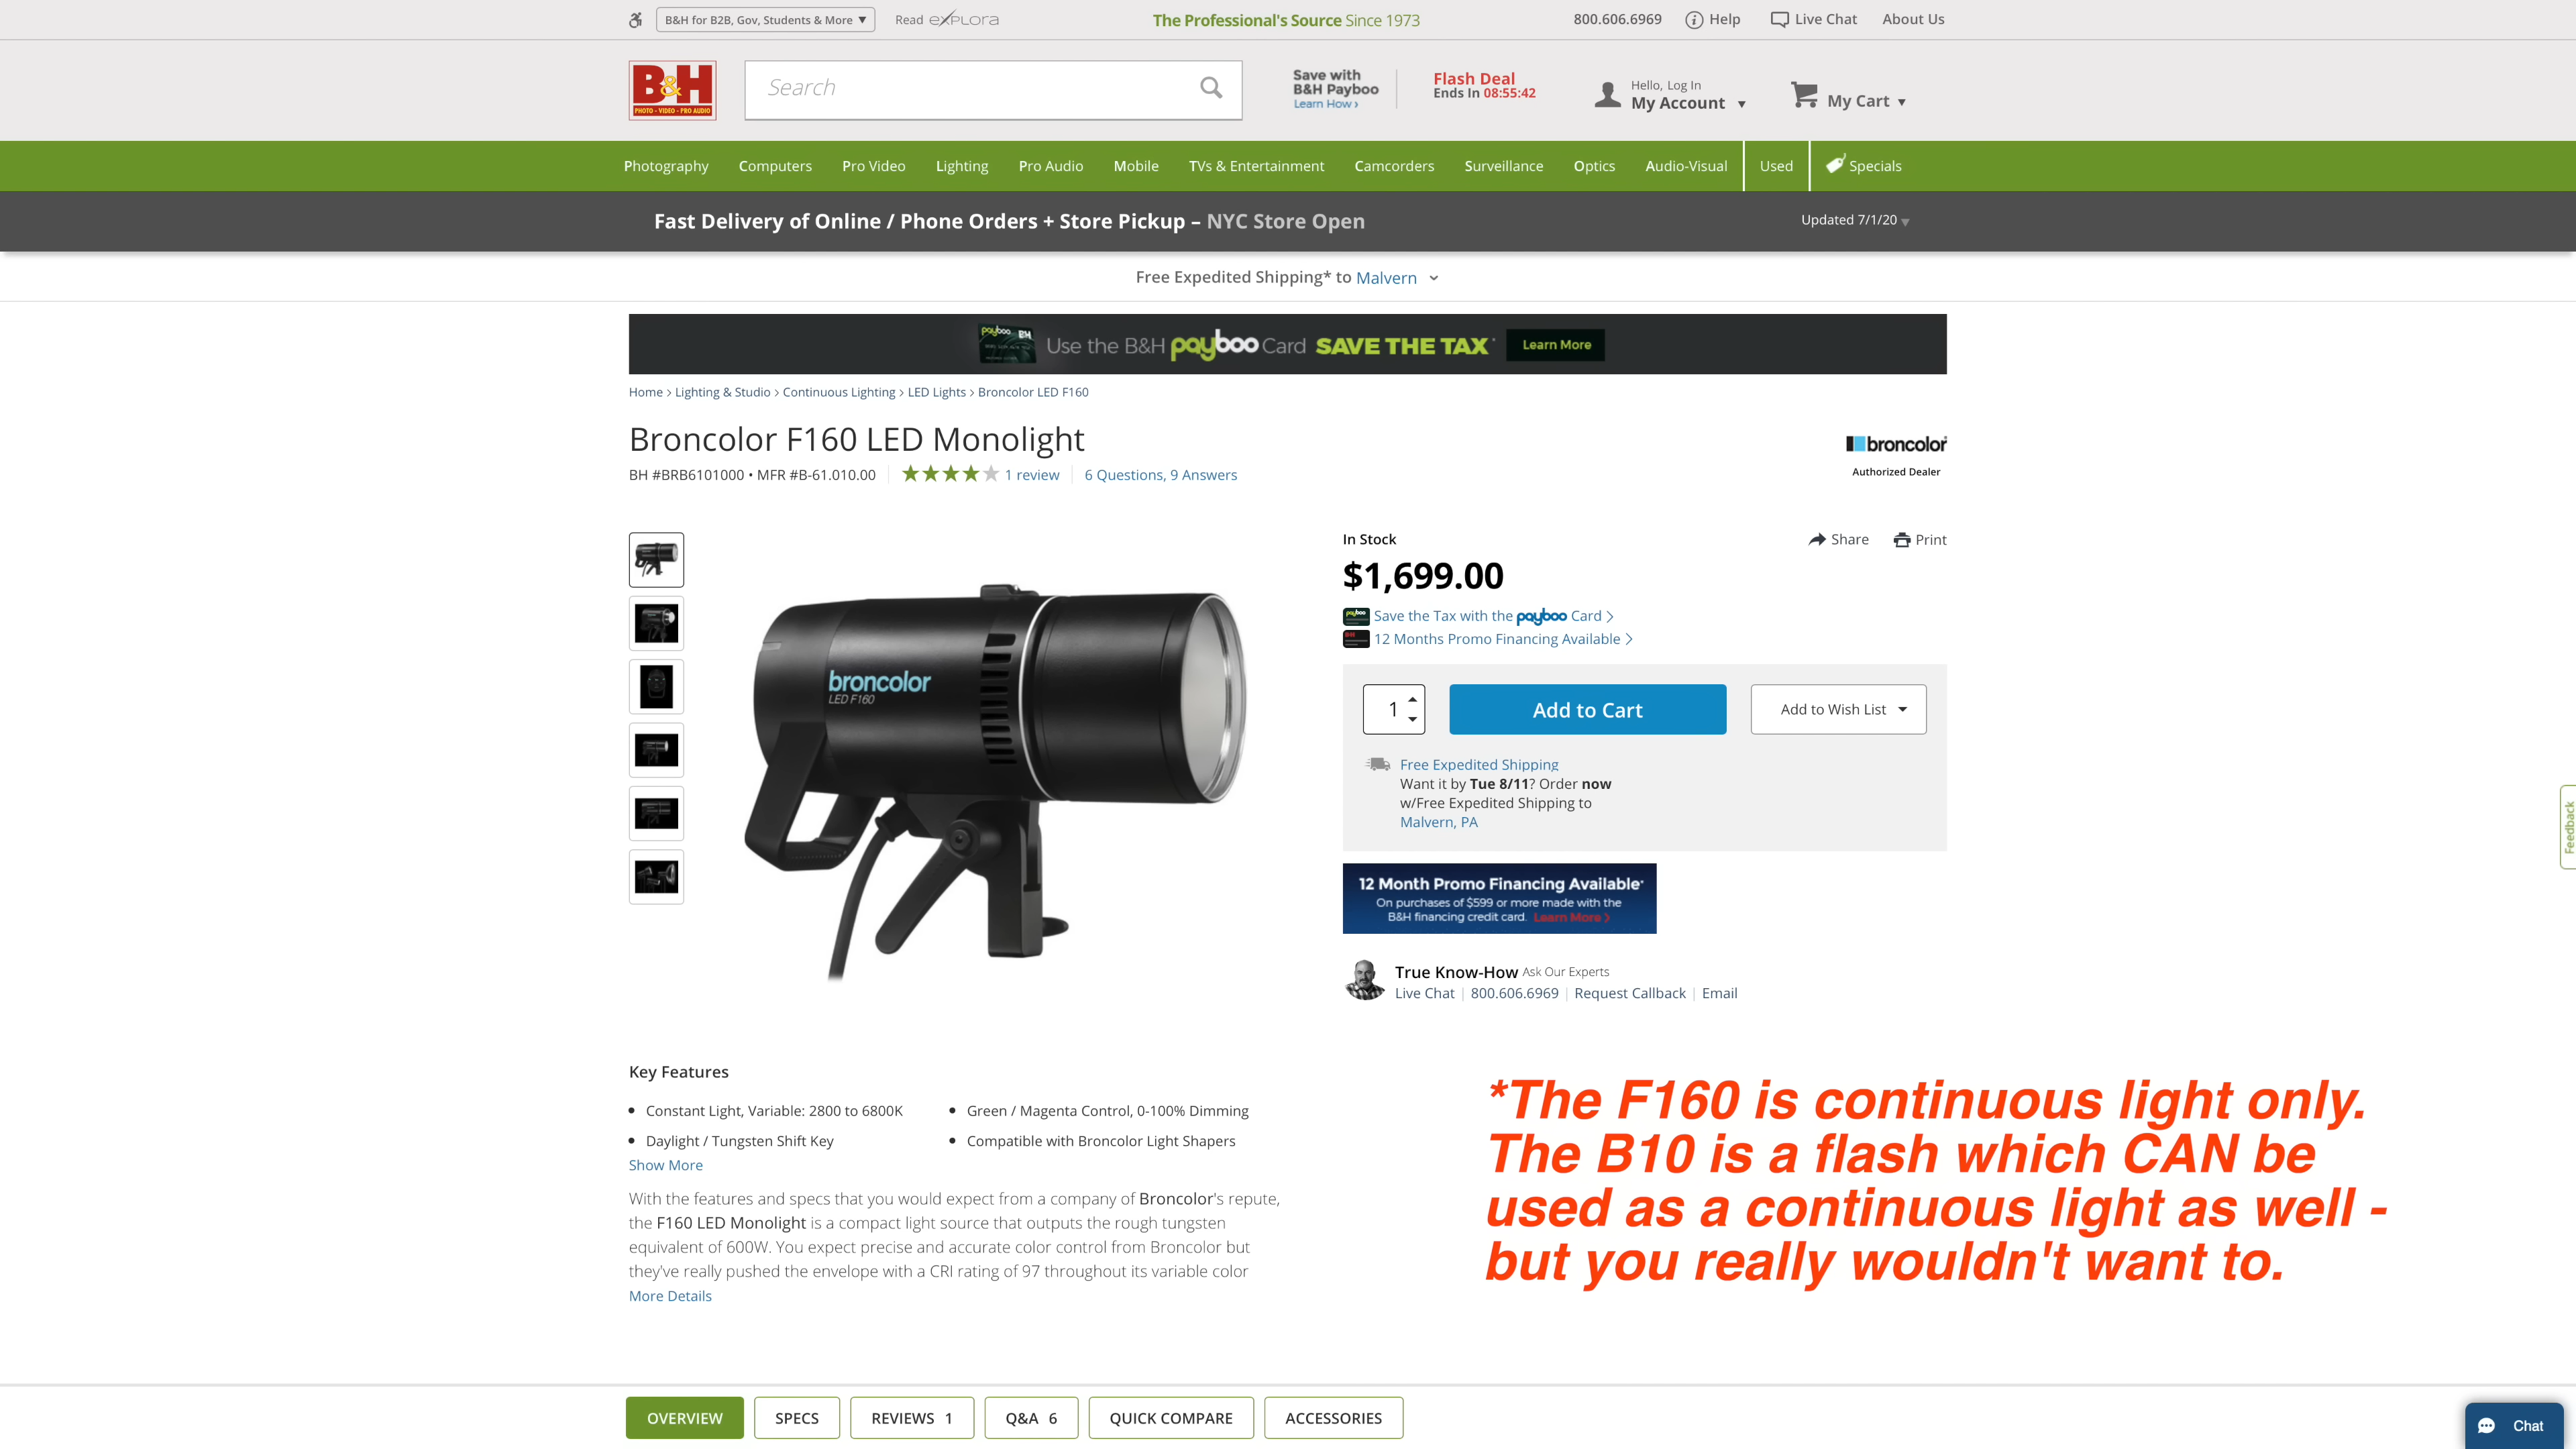 B&H for B2B, Gov, Students & More ▼
Read eXPLORa
The Professional's Source Since 1973
800.606.6969
Help
Live Chat
About Us
B&H
PHOTO - VIDEO - PRO AUDIO
Search
Save with
B&H Payboo
Learn How ›
Flash Deal
Ends In 08:55:42
Hello, Log In
My Account ▼
My Cart ▼
Photography Computers Pro Video Lighting Pro Audio Mobile TVs & Entertainment Camcorders Surveillance Optics Audio-Visual Used Specials
Fast Delivery of Online / Phone Orders + Store Pickup – NYC Store Open
Updated 7/1/20 ▼
Free Expedited Shipping* to Malvern
payboo BH
Use the B&H payboo Card SAVE THE TAX* Learn More
Home › Lighting & Studio › Continuous Lighting › LED Lights › Broncolor LED F160
Broncolor F160 LED Monolight
BH #BRB6101000 • MFR #B-61.010.00
1 review
6 Questions, 9 Answers
broncolor
Authorized Dealer
broncolor
LED F160
In Stock
Share
Print
$1,699.00
Save the Tax with the payboo Card >
12 Months Promo Financing Available >
1
Add to Cart
Add to Wish List
Free Expedited Shipping
Want it by Tue 8/11? Order now
w/Free Expedited Shipping to
Malvern, PA
12 Month Promo Financing Available*
On purchases of $599 or more made with the
B&H financing credit card. Learn More >
True Know-How Ask Our Experts
Live Chat | 800.606.6969 | Request Callback | Email
Key Features
• Constant Light, Variable: 2800 to 6800K
• Green / Magenta Control, 0-100% Dimming
• Daylight / Tungsten Shift Key
• Compatible with Broncolor Light Shapers
Show More
With the features and specs that you would expect from a company of Broncolor's repute,
the F160 LED Monolight is a compact light source that outputs the rough tungsten
equivalent of 600W. You expect precise and accurate color control from Broncolor but
they've really pushed the envelope with a CRI rating of 97 throughout its variable color
More Details
*The F160 is continuous light only.
The B10 is a flash which CAN be
used as a continuous light as well -
but you really wouldn't want to.
Feedback
OVERVIEW
SPECS
REVIEWS 1
Q&A 6
QUICK COMPARE
ACCESSORIES
Chat